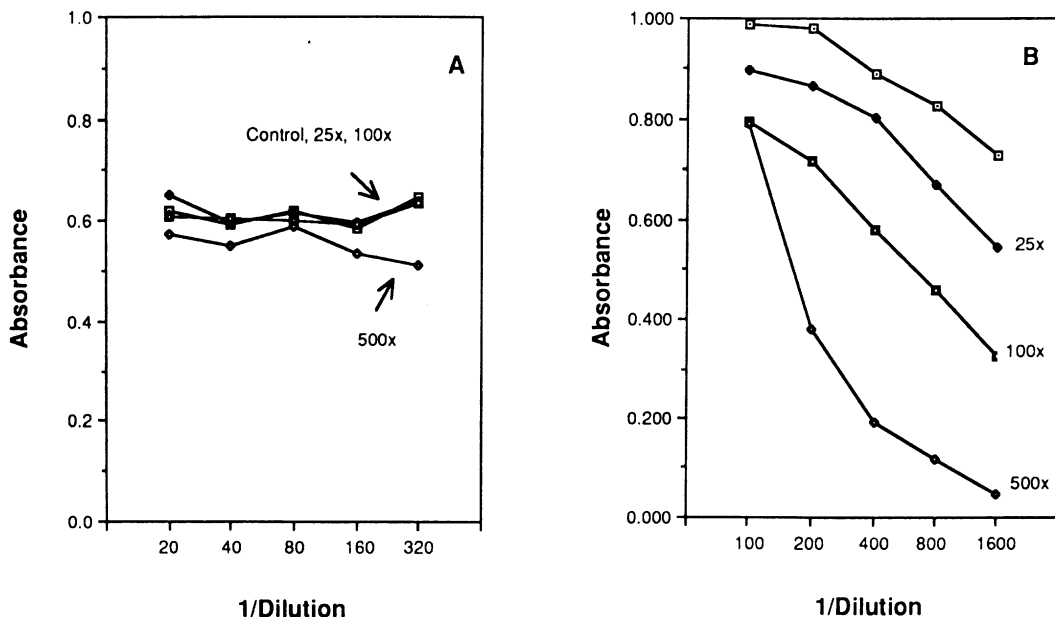 A
Absorbance
1.0
0.8
0.6
0.4
0.2
0.0
Control, 25x, 100x
500x
20 40 80 160 320
1/Dilution
B
Absorbance
1.000
0.800
0.600
0.400
0.200
0.000
25x
100x
500x
100 200 400 800 1600
1/Dilution